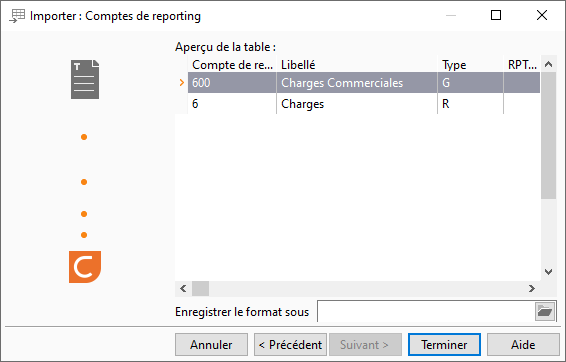 Importer : Comptes de reporting
Aperçu de la table :
Compte de re... Libellé Type RPT...
600 Charges Commerciales G
6 Charges R
Enregistrer le format sous
Annuler < Précédent Suivant > Terminer Aide